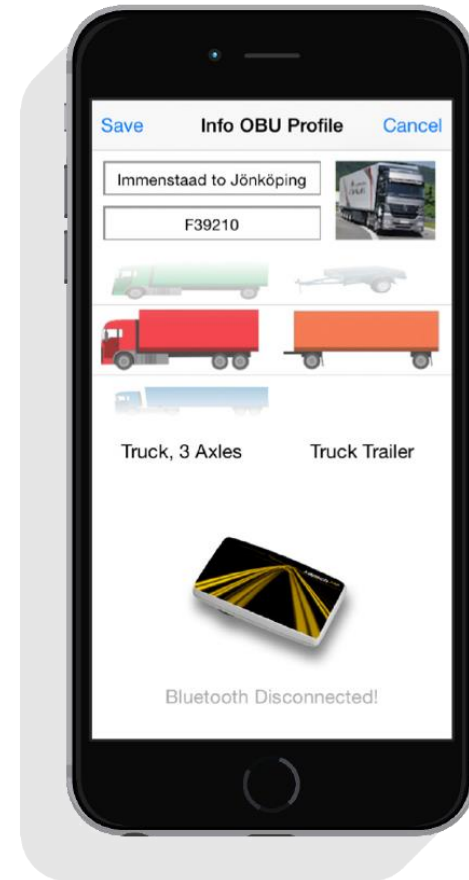 Save Info OBU Profile Cancel
Immenstaad to Jönköping
F39210
Truck, 3 Axles Truck Trailer
Bluetooth Disconnected!